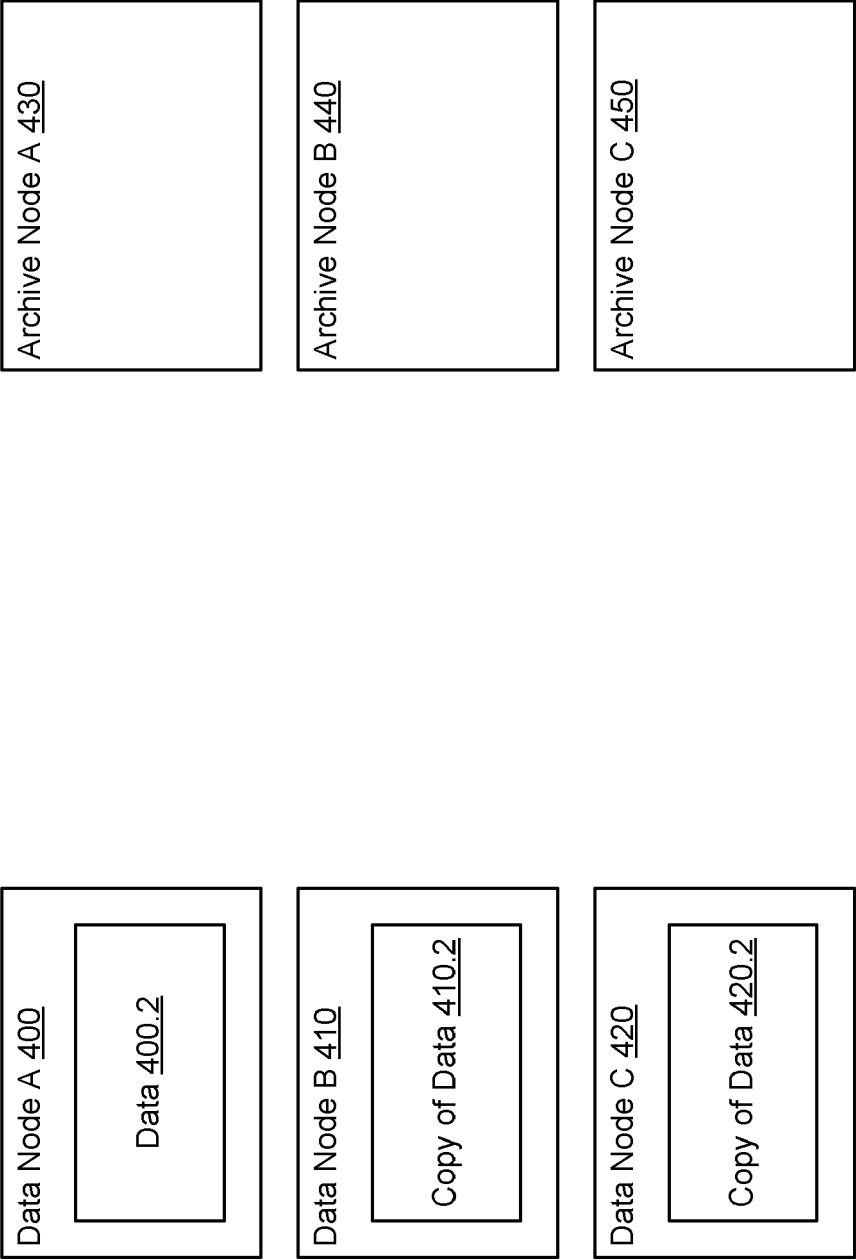 Data Node A 400
Data 400.2
Data Node B 410
Copy of Data 410.2
Data Node C 420
Copy of Data 420.2
Archive Node A 430
Archive Node B 440
Archive Node C 450